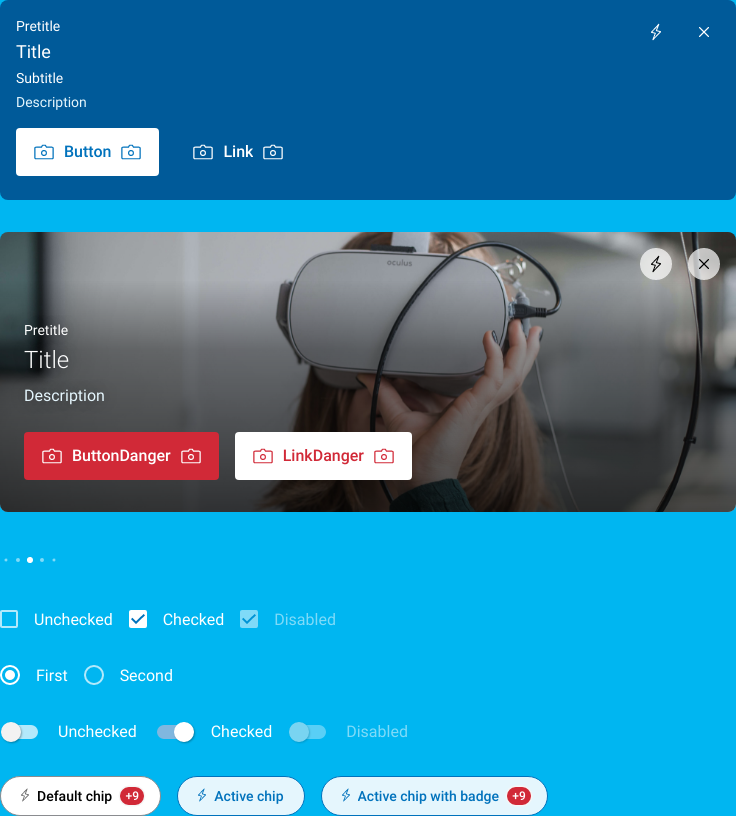 Pretitle
Title
Subtitle
Description
Button Link
oculus
Pretitle
Title
Description
ButtonDanger LinkDanger
Unchecked Checked Disabled
First Second
Unchecked Checked Disabled
Default chip +9 Active chip Active chip with badge +9